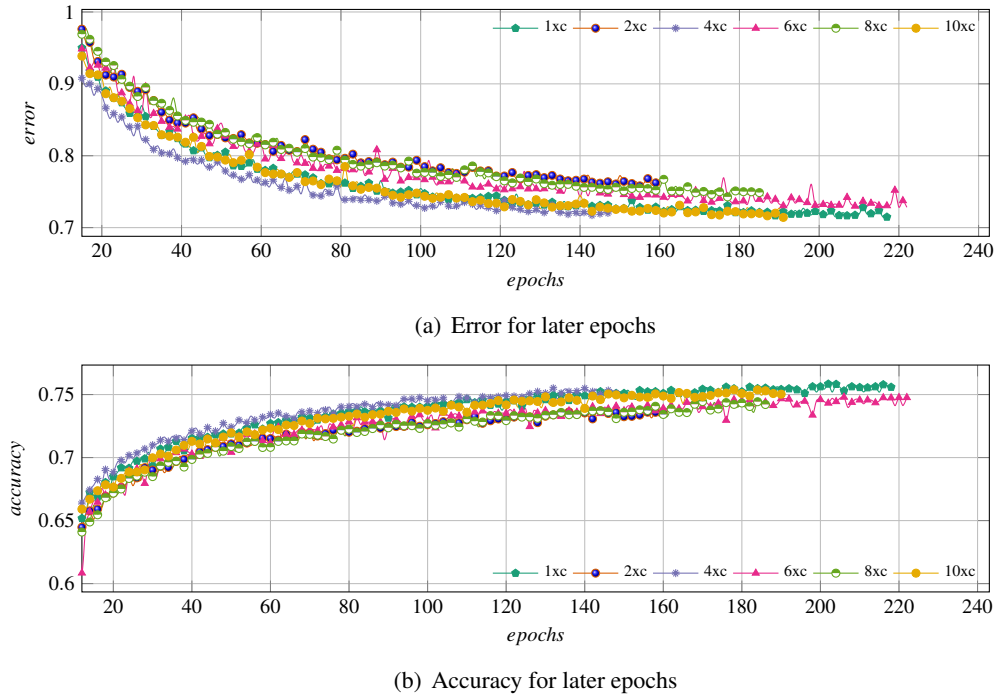 1
0.9
0.8
0.7
error
1xc 2xc 4xc 6xc 8xc 10xc
20 40 60 80 100 120 140 160 180 200 220 240
epochs
(a) Error for later epochs
0.75
0.7
0.65
0.6
accuracy
1xc 2xc 4xc 6xc 8xc 10xc
20 40 60 80 100 120 140 160 180 200 220 240
epochs
(b) Accuracy for later epochs